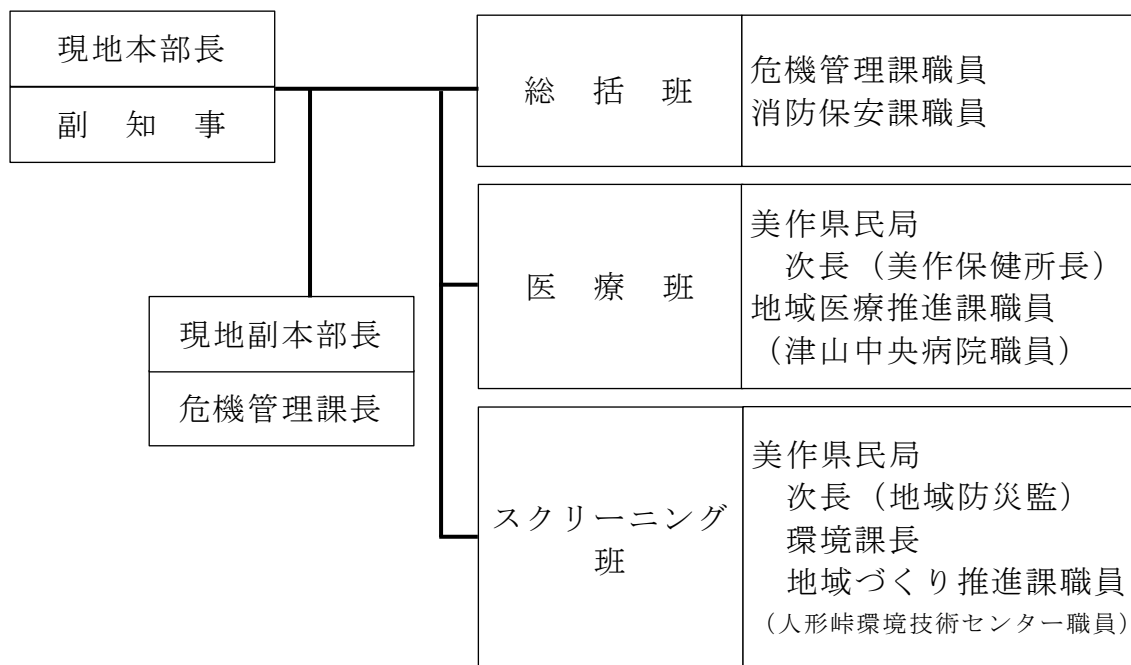 現地本部長
副　知　事
現地副本部長
危機管理課長
総　括　班
危機管理課職員
消防保安課職員
医　療　班
美作県民局
次長（美作保健所長）
地域医療推進課職員
（津山中央病院職員）
スクリーニング
班
美作県民局
次長（地域防災監）
環境課長
地域づくり推進課職員
（人形峠環境技術センター職員）